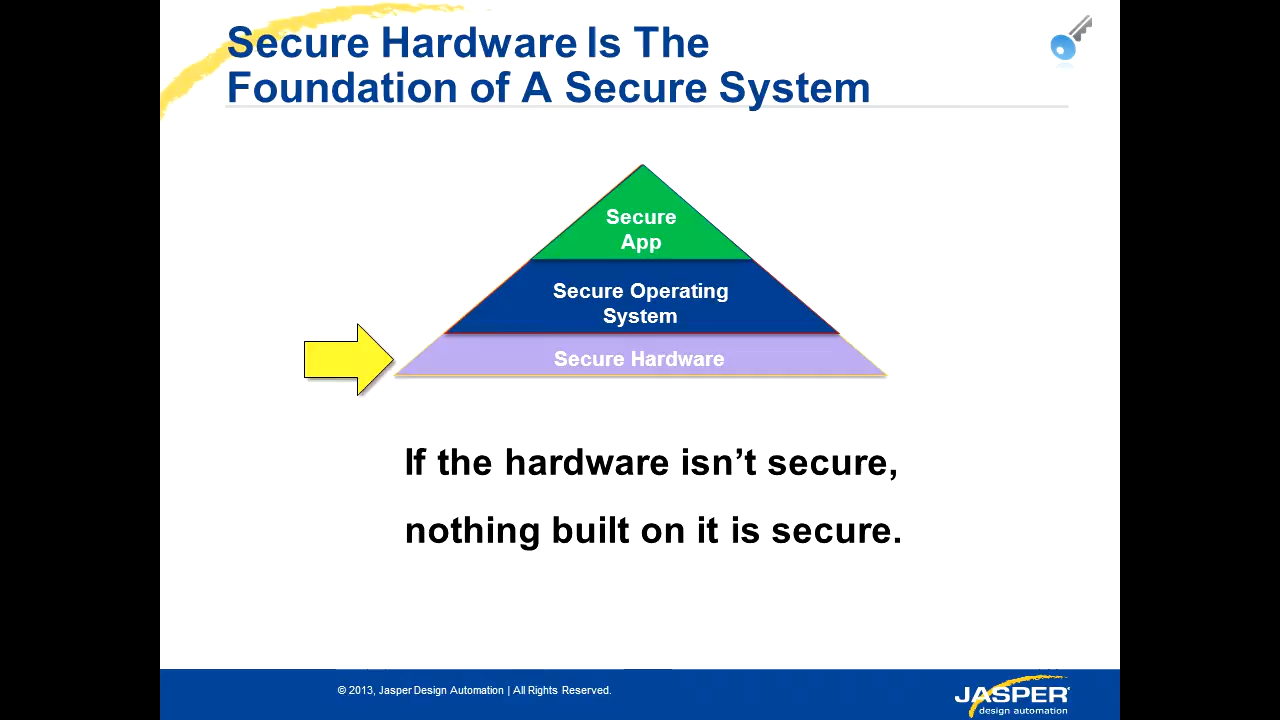 Secure Hardware Is The
Foundation of A Secure System
Secure
App
Secure Operating
System
Secure Hardware
If the hardware isn’t secure,
nothing built on it is secure.
© 2013, Jasper Design Automation | All Rights Reserved.
JASPER
design automation